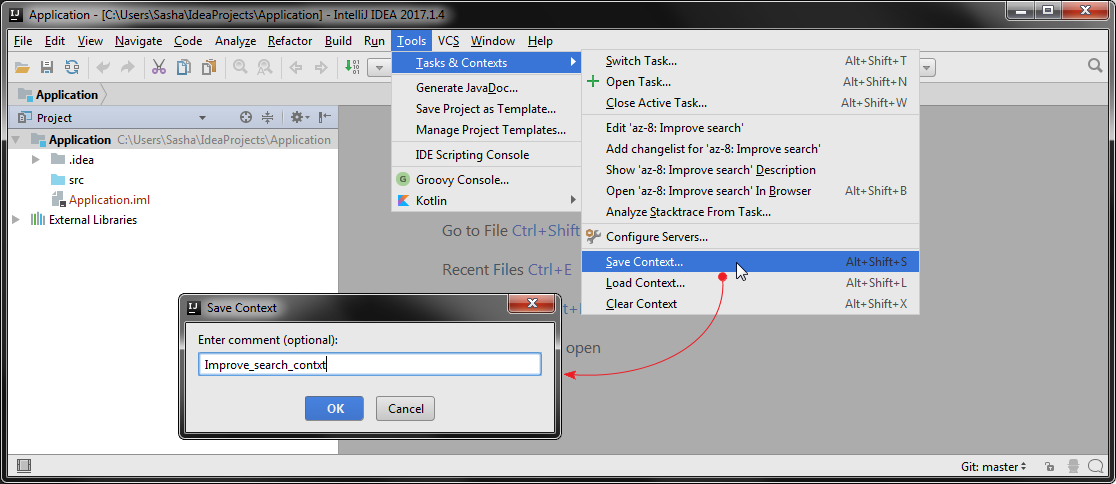 Application - [C:\Users\Sasha\IdeaProjects\Application] - IntelliJ IDEA 2017.1.4
File Edit View Navigate Code Analyze Refactor Build Run Tools VCS Window Help
Application
Project
Application C:\Users\Sasha\IdeaProjects\Application
.idea
src
Application.iml
External Libraries
Tasks & Contexts
Generate JavaDoc...
Save Project as Template...
Manage Project Templates...
IDE Scripting Console
Groovy Console...
Kotlin
Switch Task... Alt+Shift+T
Open Task... Alt+Shift+N
Close Active Task... Alt+Shift+W
Edit 'az-8: Improve search'
Add changelist for 'az-8: Improve search'
Show 'az-8: Improve search' Description
Open 'az-8: Improve search' In Browser Alt+Shift+B
Analyze Stacktrace From Task...
Configure Servers...
Save Context... Alt+Shift+S
Load Context... Alt+Shift+L
Clear Context Alt+Shift+X
Go to File Ctrl+Shift
Recent Files Ctrl+E
open
Save Context
Enter comment (optional):
Improve_search_contxt
OK Cancel
Git: master